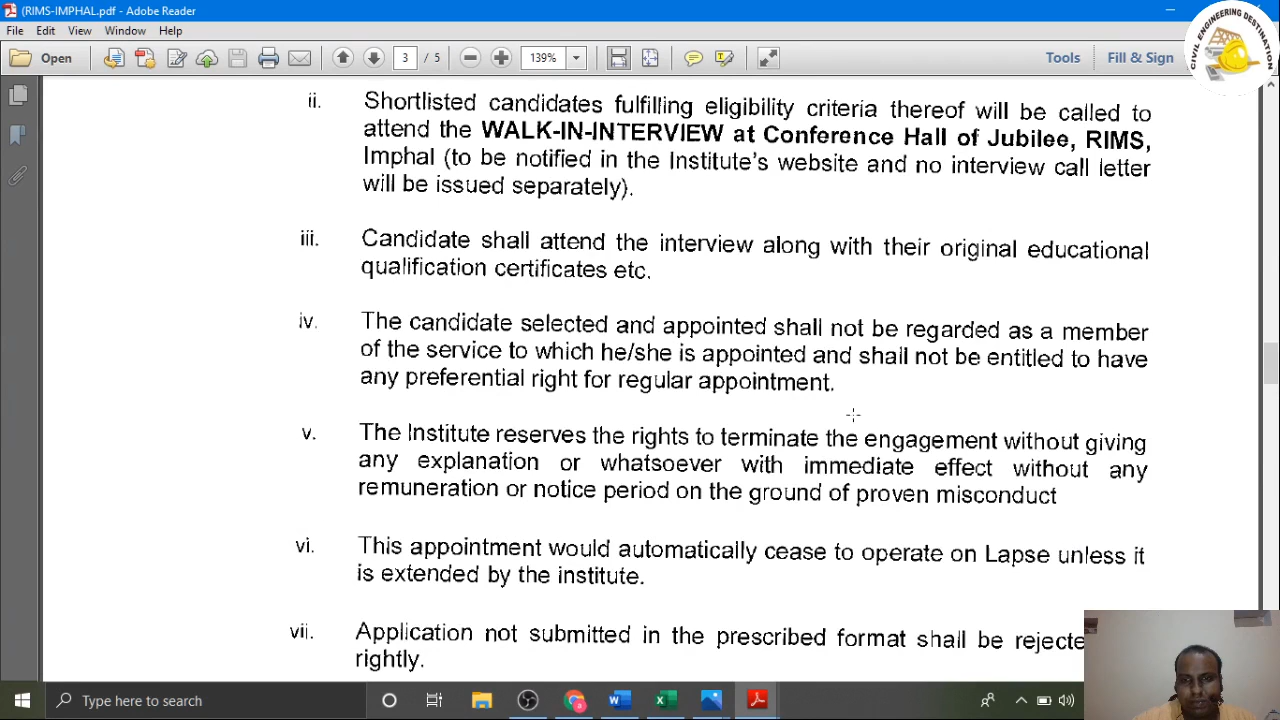 (RIMS-IMPHAL.pdf - Adobe Reader
File Edit View Window Help
Open 3 / 5 139% Tools Fill & Sign
CIVIL ENGINEERING DESTINATION
ii. Shortlisted candidates fulfilling eligibility criteria thereof will be called to
attend the WALK-IN-INTERVIEW at Conference Hall of Jubilee, RIMS,
Imphal (to be notified in the Institute's website and no interview call letter
will be issued separately).
iii. Candidate shall attend the interview along with their original educational
qualification certificates etc.
iv. The candidate selected and appointed shall not be regarded as a member
of the service to which he/she is appointed and shall not be entitled to have
any preferential right for regular appointment.
v. The Institute reserves the rights to terminate the engagement without giving
any explanation or whatsoever with immediate effect without any
remuneration or notice period on the ground of proven misconduct
vi. This appointment would automatically cease to operate on Lapse unless it
is extended by the institute.
vii. Application not submitted in the prescribed format shall be rejecte
rightly.
Type here to search